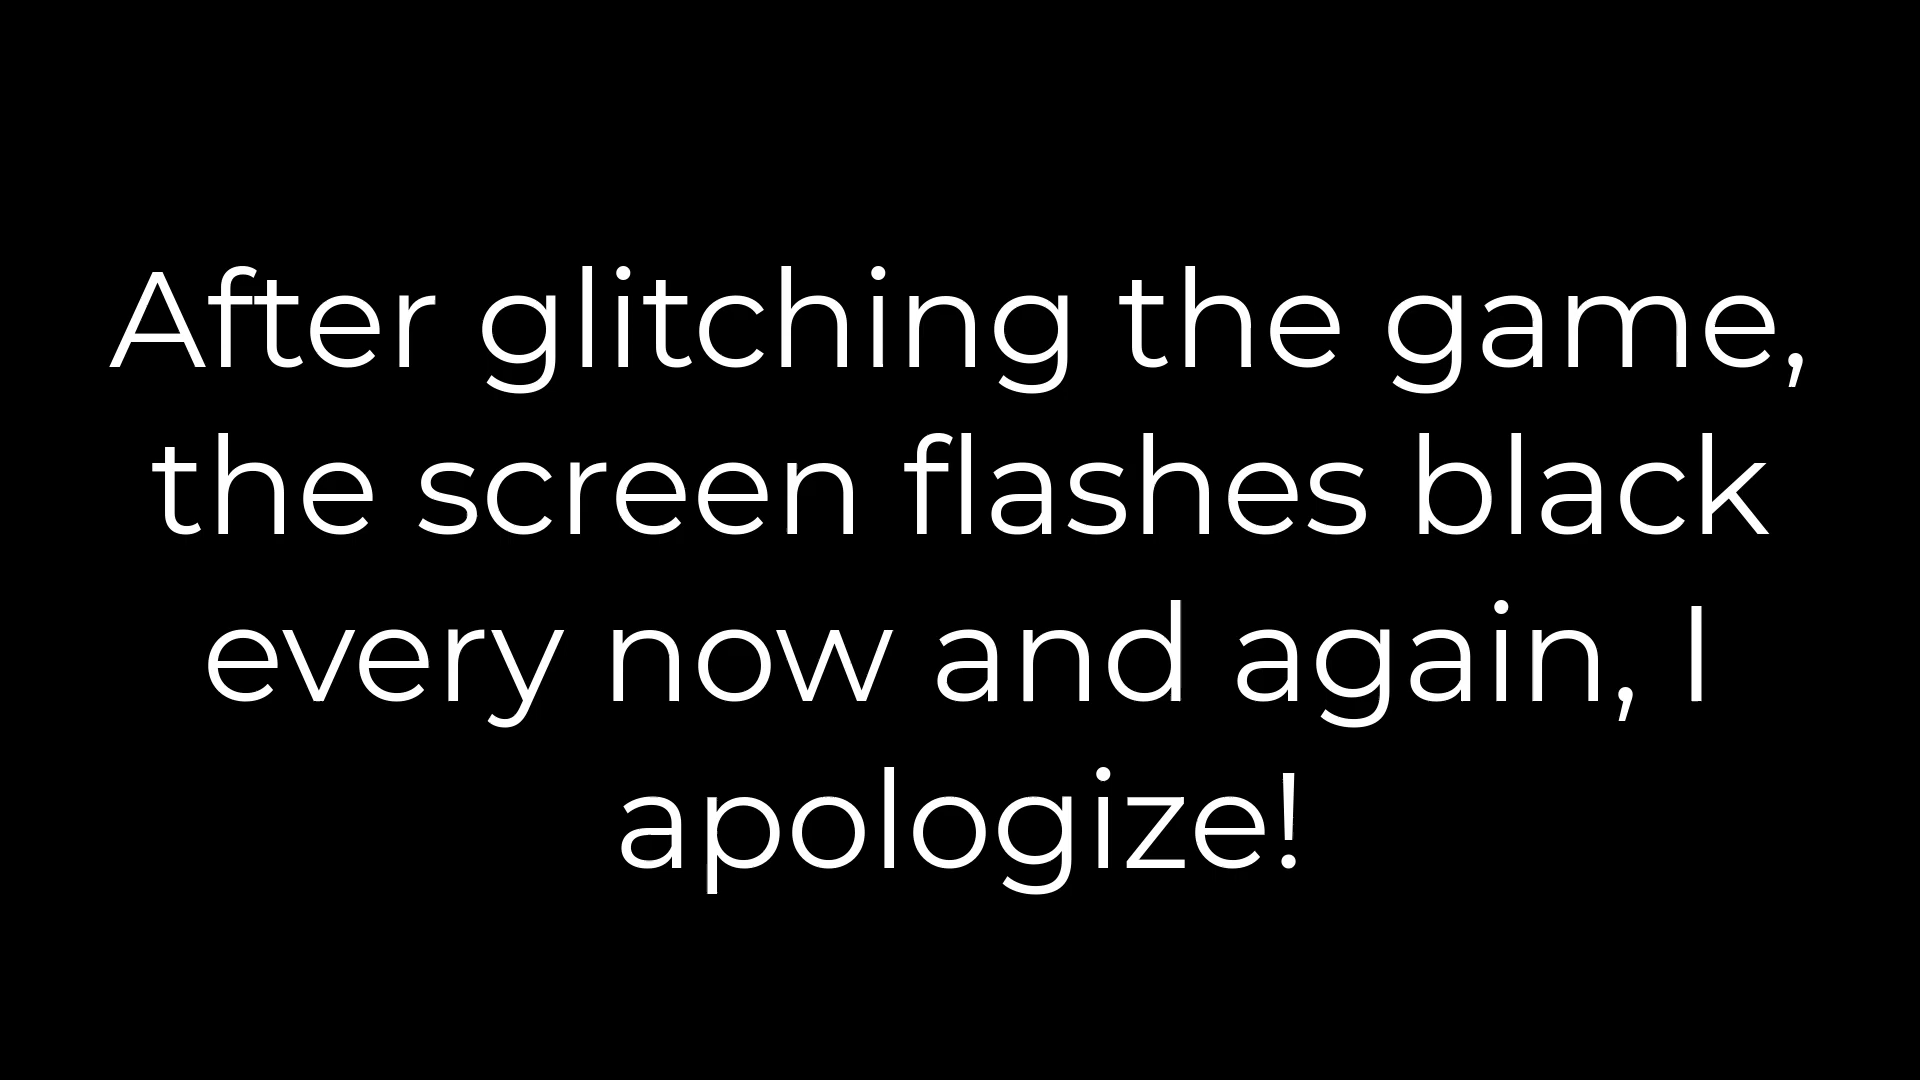 After glitching the game,
the screen flashes black
every now and again, I
apologize!